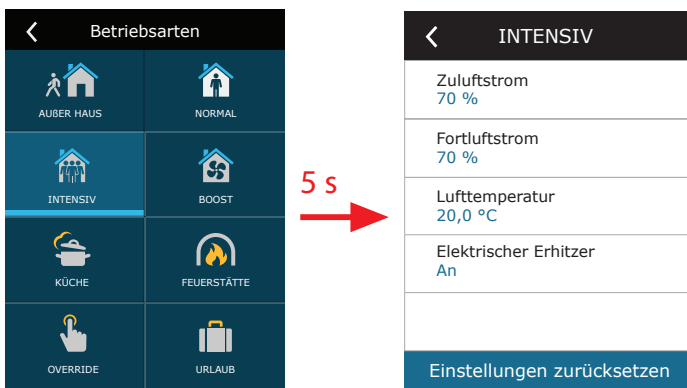 Betriebsarten
AUßER HAUS
NORMAL
INTENSIV
BOOST
KÜCHE
FEUERSTÄTTE
OVERRIDE
URLAUB
5 s
INTENSIV
Zuluftstrom
70 %
Fortluftstrom
70 %
Lufttemperatur
20,0 °C
Elektrischer Erhitzer
An
Einstellungen zurücksetzen